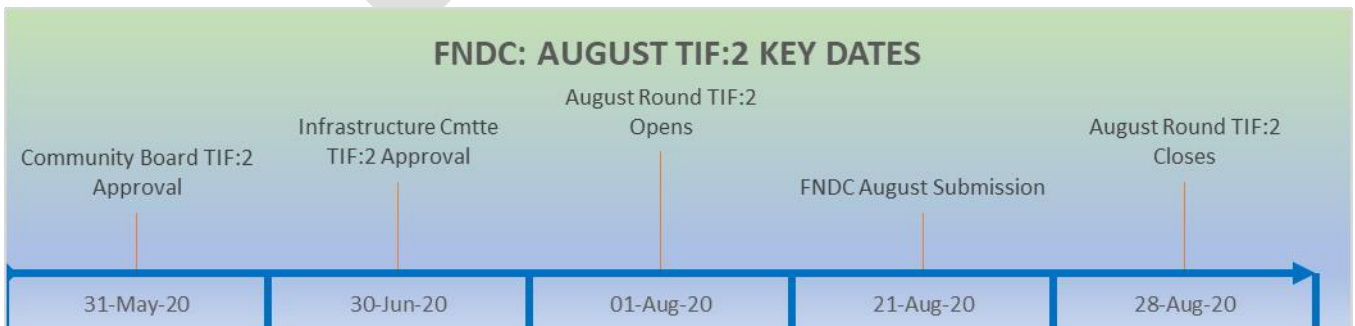 FNDC: AUGUST TIF:2 KEY DATES
August Round TIF:2
Opens
Infrastructure Cmtte
TIF:2 Approval
August Round TIF:2
Closes
Community Board TIF:2
Approval
FNDC August Submission
31-May-20
30-Jun-20
01-Aug-20
21-Aug-20
28-Aug-20